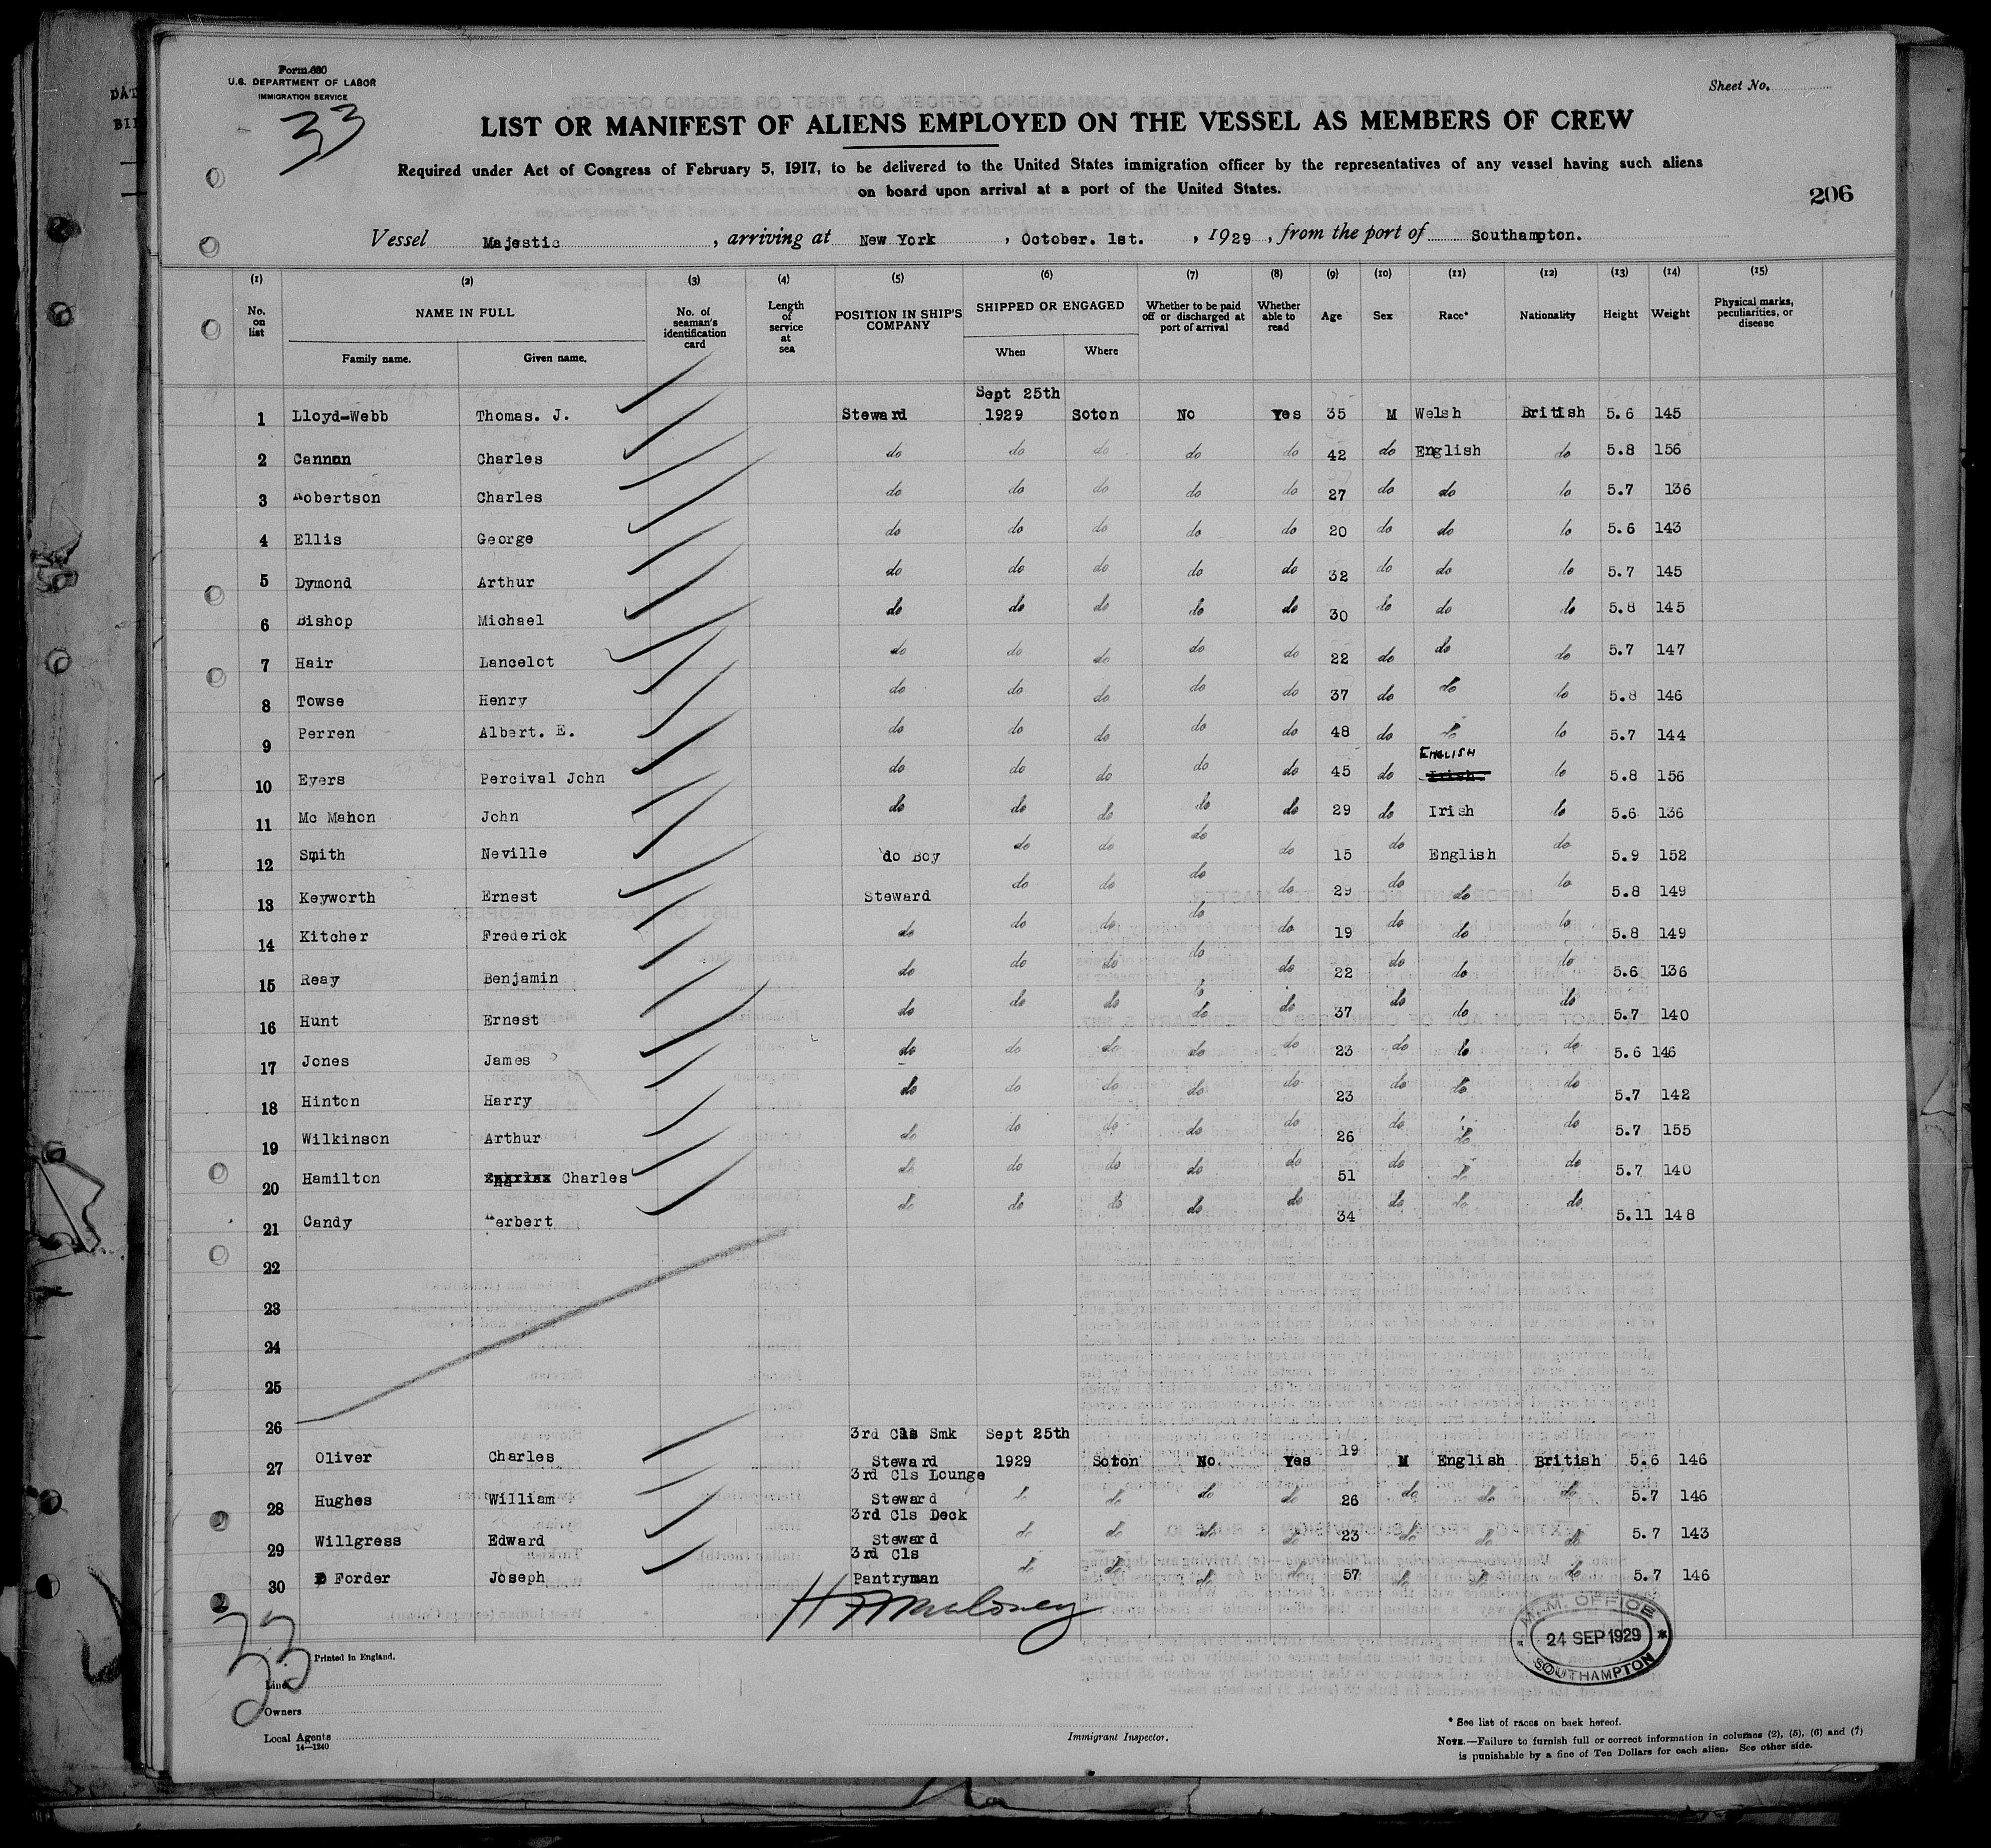 Form 680
U.S. DEPARTMENT OF LABOR
IMMIGRATION SERVICE
33
Sheet No.
LIST OR MANIFEST OF ALIENS EMPLOYED ON THE VESSEL AS MEMBERS OF CREW
Required under Act of Congress of February 5, 1917, to be delivered to the United States immigration officer by the representatives of any vessel having such aliens
on board upon arrival at a port of the United States.
206
Vessel Majestic, arriving at New York, October. 1st., 1929, from the port of Southampton.
(1) (2) (3) (4) (5) (6) (7) (8) (9) (10) (11) (12) (13) (14) (15)
No. on list NAME IN FULL Family name. Given name. No. of seaman's identification card Length of service at sea POSITION IN SHIP'S COMPANY SHIPPED OR ENGAGED When Where Whether to be paid off or discharged at port of arrival Whether able to read Age Sex Race* Nationality Height Weight Physical marks, peculiarities, or disease
Sept 25th
1 Lloyd-Webb Thomas. J. Steward 1929 Soton No Yes 35 M Welsh British 5.6 145
2 Cannon Charles do do do do do 42 do English do 5.8 156
3 Robertson Charles do do do do do 27 do do do 5.7 136
4 Ellis George do do do do do 20 do do do 5.6 143
5 Dymond Arthur do do do do do 32 do do do 5.7 145
6 Bishop Michael do do do do do 30 do do do 5.8 145
7 Hair Lancelot do do do do do 22 do do do 5.7 147
8 Towse Henry do do do do do 37 do do do 5.8 146
9 Perren Albert. E. do do do do do 48 do do do 5.7 144
ENGLISH
10 Eyers Percival John do do do do do 45 do Irish. do 5.8 156
11 Mc Mahon John do do do do do 29 do Irish do 5.6 136
12 Smith Neville do Boy do do do do 15 do English do 5.9 152
13 Keyworth Ernest Steward do do do do 29 do do do 5.8 149
14 Kitcher Frederick do do do do do 19 do do do 5.8 149
15 Reay Benjamin do do do do do 22 do do do 5.6 136
16 Hunt Ernest do do do do do 37 do do do 5.7 140
17 Jones James do do do do do 23 do do do 5.6 146
18 Hinton Harry do do do do do 23 do do do 5.7 142
19 Wilkinson Arthur do do do do do 26 do do do 5.7 155
20 Hamilton Charles do do do do do 51 do do do 5.7 140
21 Candy Herbert do do do do do 34 do do do 5.11 148
22
23
24
25
26
3rd Cls Smk Sept 25th
27 Oliver Charles Steward 1929 Soton No. Yes 19 M English British 5.6 146
3rd Cls Lounge
28 Hughes William Steward do do do do 26 do do do 5.7 146
3rd Cls Deck
29 Willgress Edward Steward do do do do 23 do do do 5.7 143
3rd Cls
30 Forder Joseph Pantryman do do do do 57 do do do 5.7 146
33
M.M. OFFICE
24 SEP 1929
SOUTHAMPTON
Printed in England.
Line
Owners
Local Agents
14—1240
Immigrant Inspector.
* See list of races on back hereof.
NOTE.—Failure to furnish full or correct information in columns (2), (5), (6) and (7)
is punishable by a fine of Ten Dollars for each alien. See other side.